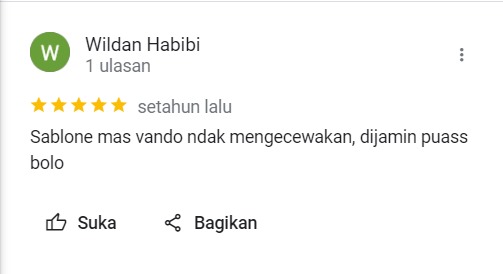 W
Wildan Habibi
1 ulasan
setahun lalu
Sablone mas vando ndak mengecewakan, dijamin puass
bolo
Suka
Bagikan